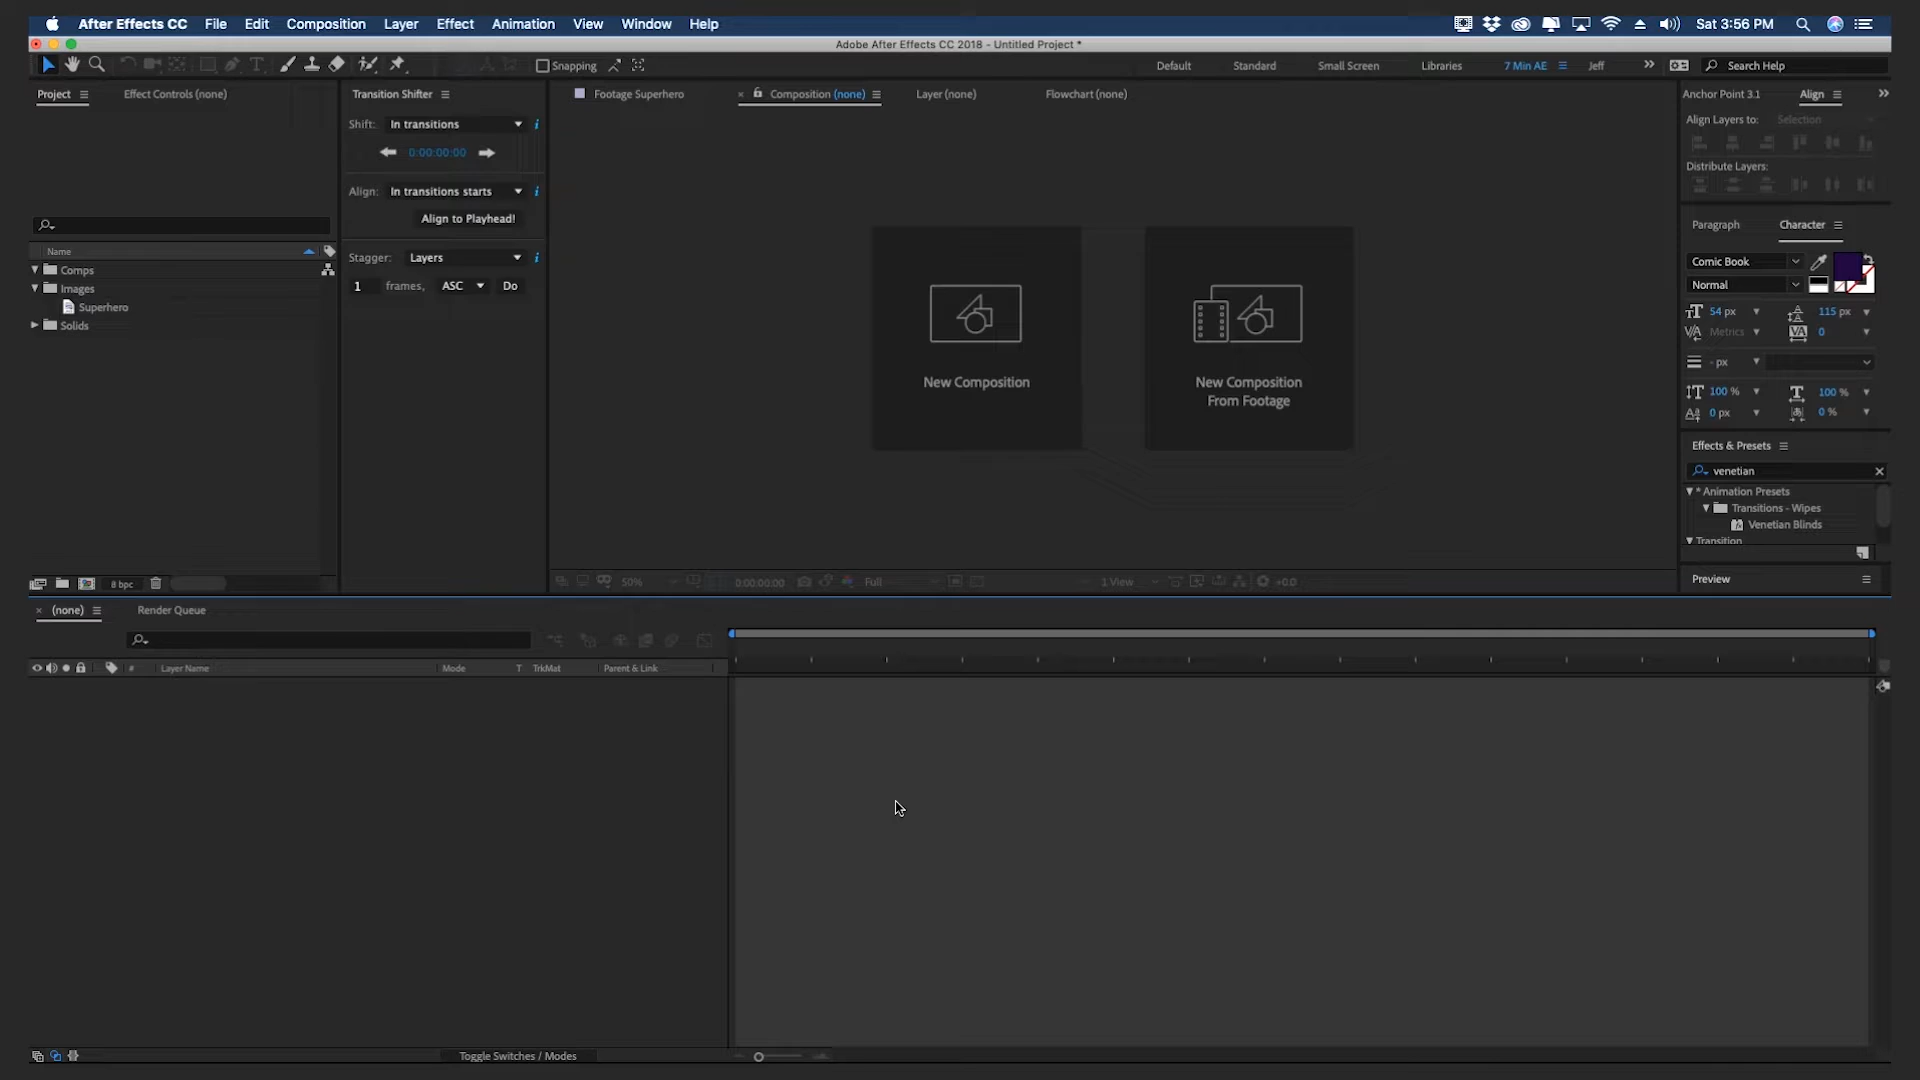 After Effects CC File Edit Composition Layer Effect Animation View Window Help Sat 3:56 PM
Adobe After Effects CC 2018 - Untitled Project *
Snapping Default Standard Small Screen Libraries 7 Min AE Jeff Search Help
Project Effect Controls (none) Transition Shifter Footage Superhero Composition (none) Layer (none) Flowchart (none) Anchor Point 3.1 Align
Align Layers to: Selection
Shift: In transitions
0:00:00:00
Distribute Layers:
Align: In transitions starts
Align to Playhead!
Paragraph Character
Name
Stagger: Layers
Comic Book
Comps
1 frames, ASC Do
Normal
Images
Superhero
54 px 115 px
Solids
Metrics 0
- px
New Composition
New Composition
From Footage
100 % 100 %
0 px 0 %
Effects & Presets
venetian
* Animation Presets
Transitions - Wipes
Venetian Blinds
Transition
8 bpc 50% 0:00:00:00 Full 1 View +0.0
Preview
(none) Render Queue
# Layer Name Mode T TrkMat Parent & Link
Toggle Switches / Modes